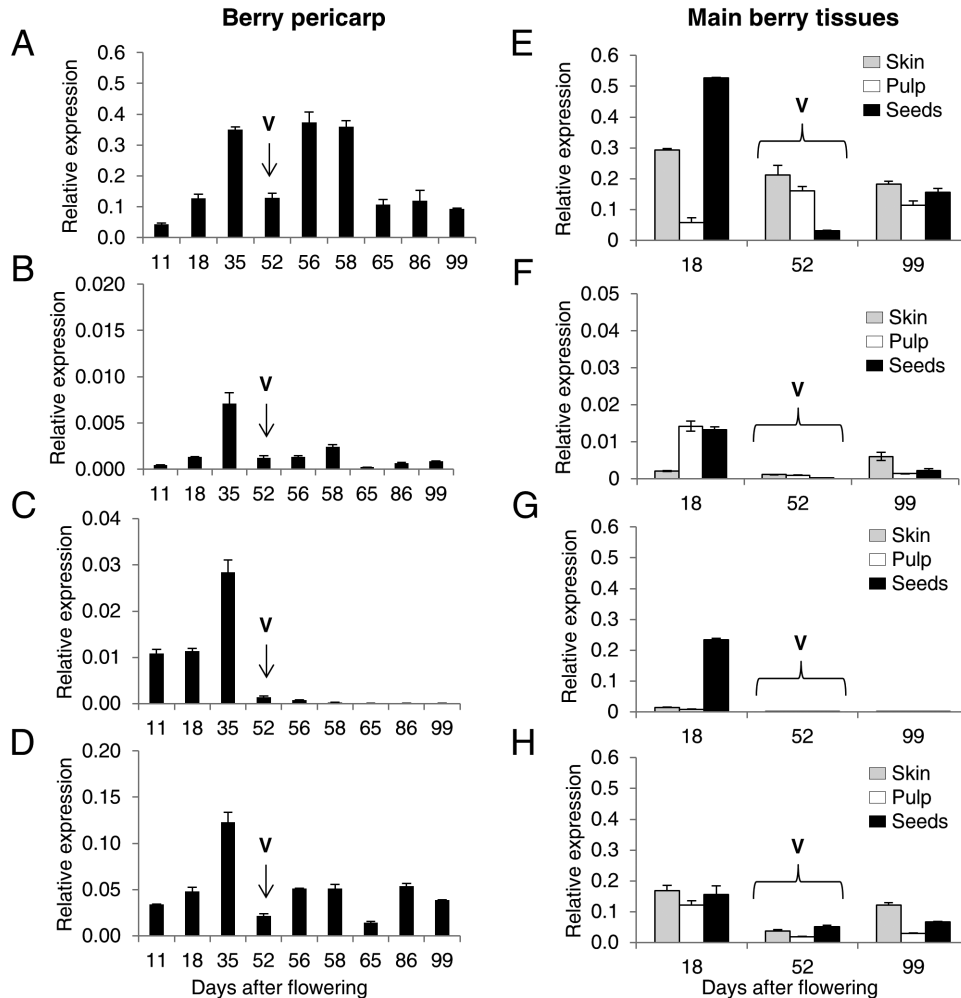 Berry pericarp
A
Relative expression
0.6
0.5
0.4
0.3
0.2
0.1
0.0
V
11 18 35 52 56 58 65 86 99
B
Relative expression
0.020
0.015
0.010
0.005
0.000
V
11 18 35 52 56 58 65 86 99
C
Relative expression
0.04
0.03
0.02
0.01
0.00
V
11 18 35 52 56 58 65 86 99
D
Relative expression
0.20
0.15
0.10
0.05
0.00
V
11 18 35 52 56 58 65 86 99
Days after flowering
Main berry tissues
E
Relative expression
0.6
0.5
0.4
0.3
0.2
0.1
0
Skin
Pulp
Seeds
V
18 52 99
F
Relative expression
0.05
0.04
0.03
0.02
0.01
0
Skin
Pulp
Seeds
V
18 52 99
G
Relative expression
0.6
0.5
0.4
0.3
0.2
0.1
0
Skin
Pulp
Seeds
V
18 52 99
H
Relative expression
0.6
0.5
0.4
0.3
0.2
0.1
0.0
Skin
Pulp
Seeds
V
18 52 99
Days after flowering